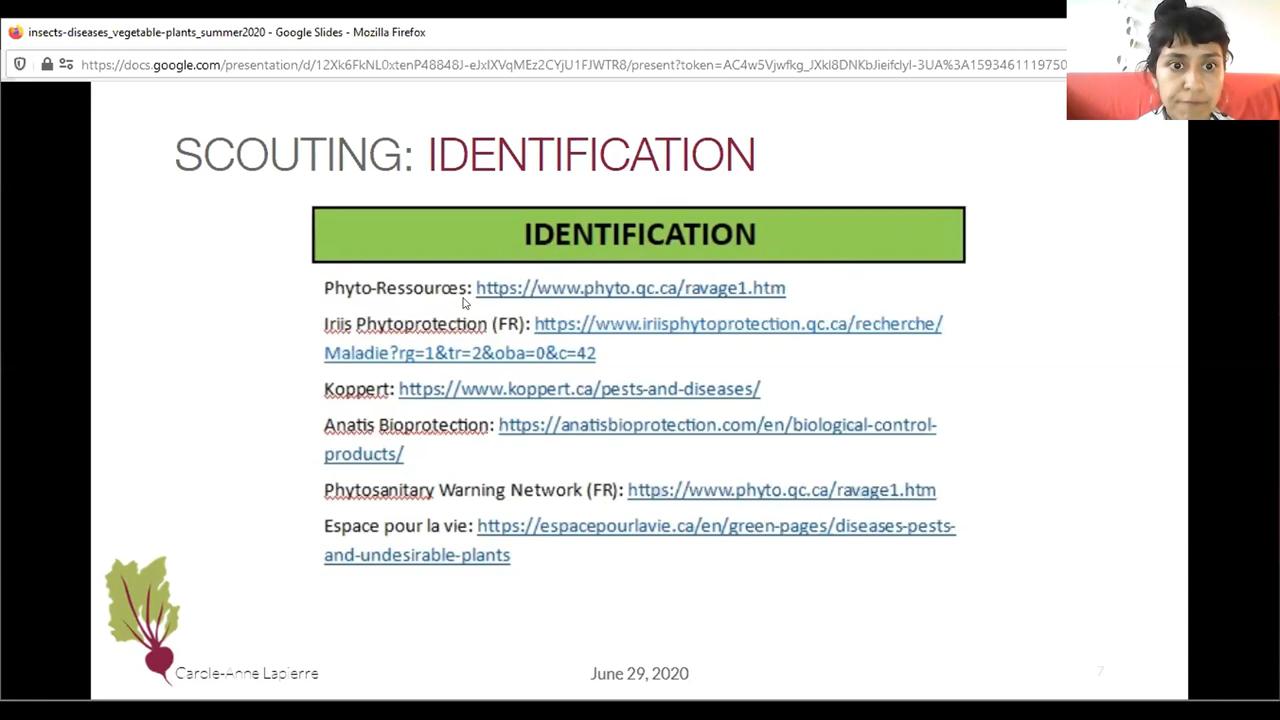 insects-diseases_vegetable-plants_summer2020 - Google Slides - Mozilla Firefox
https://docs.google.com/presentation/d/12Xk6FkNL0xtenP48848J-eJxIXVqMEz2CYjU1FJWTR8/present?token=AC4w5Vjwfkg_JXkI8DNKbJieifclyI-3UA%3A1593461119750
SCOUTING: IDENTIFICATION
IDENTIFICATION
Phyto-Ressources: https://www.phyto.qc.ca/ravage1.htm
Iriis Phytoprotection (FR): https://www.iriisphytoprotection.qc.ca/recherche/
Maladie?rg=1&tr=2&oba=0&c=42
Koppert: https://www.koppert.ca/pests-and-diseases/
Anatis Bioprotection: https://anatisbioprotection.com/en/biological-control-
products/
Phytosanitary Warning Network (FR): https://www.phyto.qc.ca/ravage1.htm
Espace pour la vie: https://espacepourlavie.ca/en/green-pages/diseases-pests-
and-undesirable-plants
Carole-Anne Lapierre
June 29, 2020
7